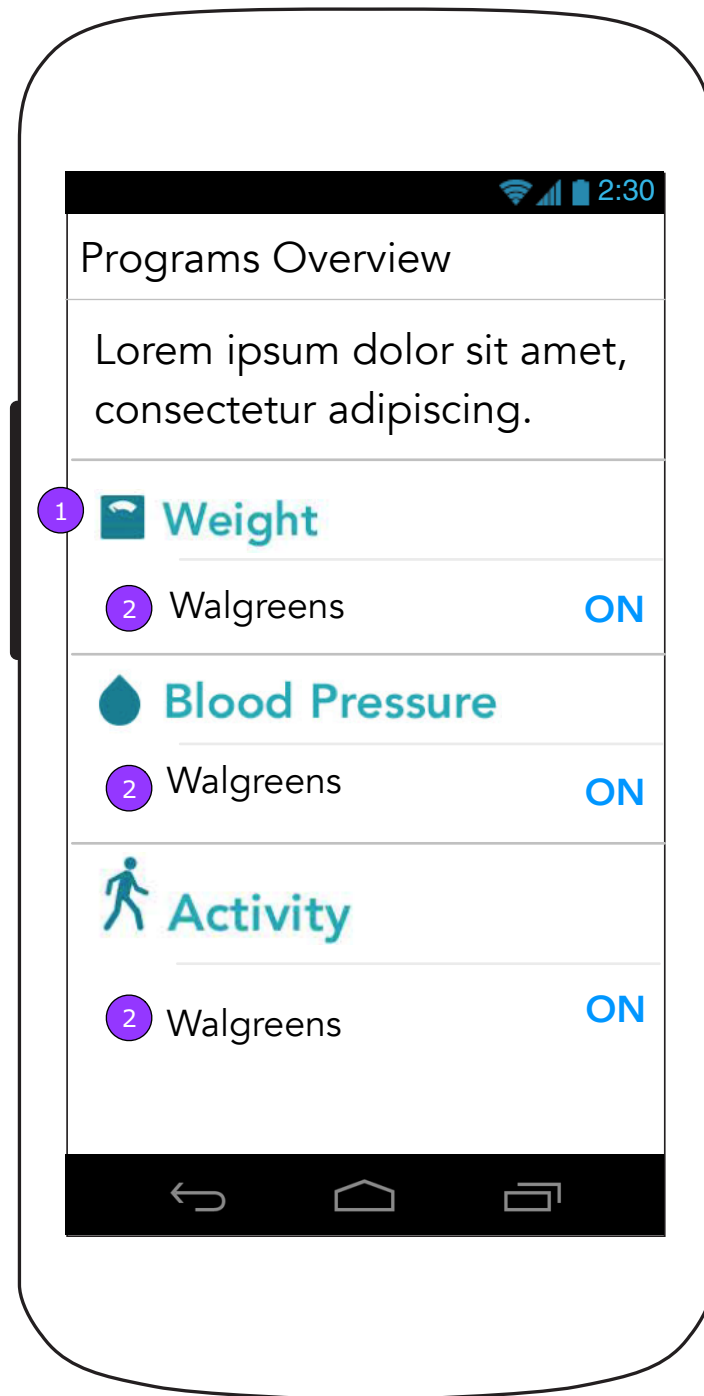 2:30
Programs Overview
Lorem ipsum dolor sit amet,
consectetur adipiscing.
1 Weight
2 Walgreens ON
Blood Pressure
2 Walgreens ON
Activity
2 Walgreens ON